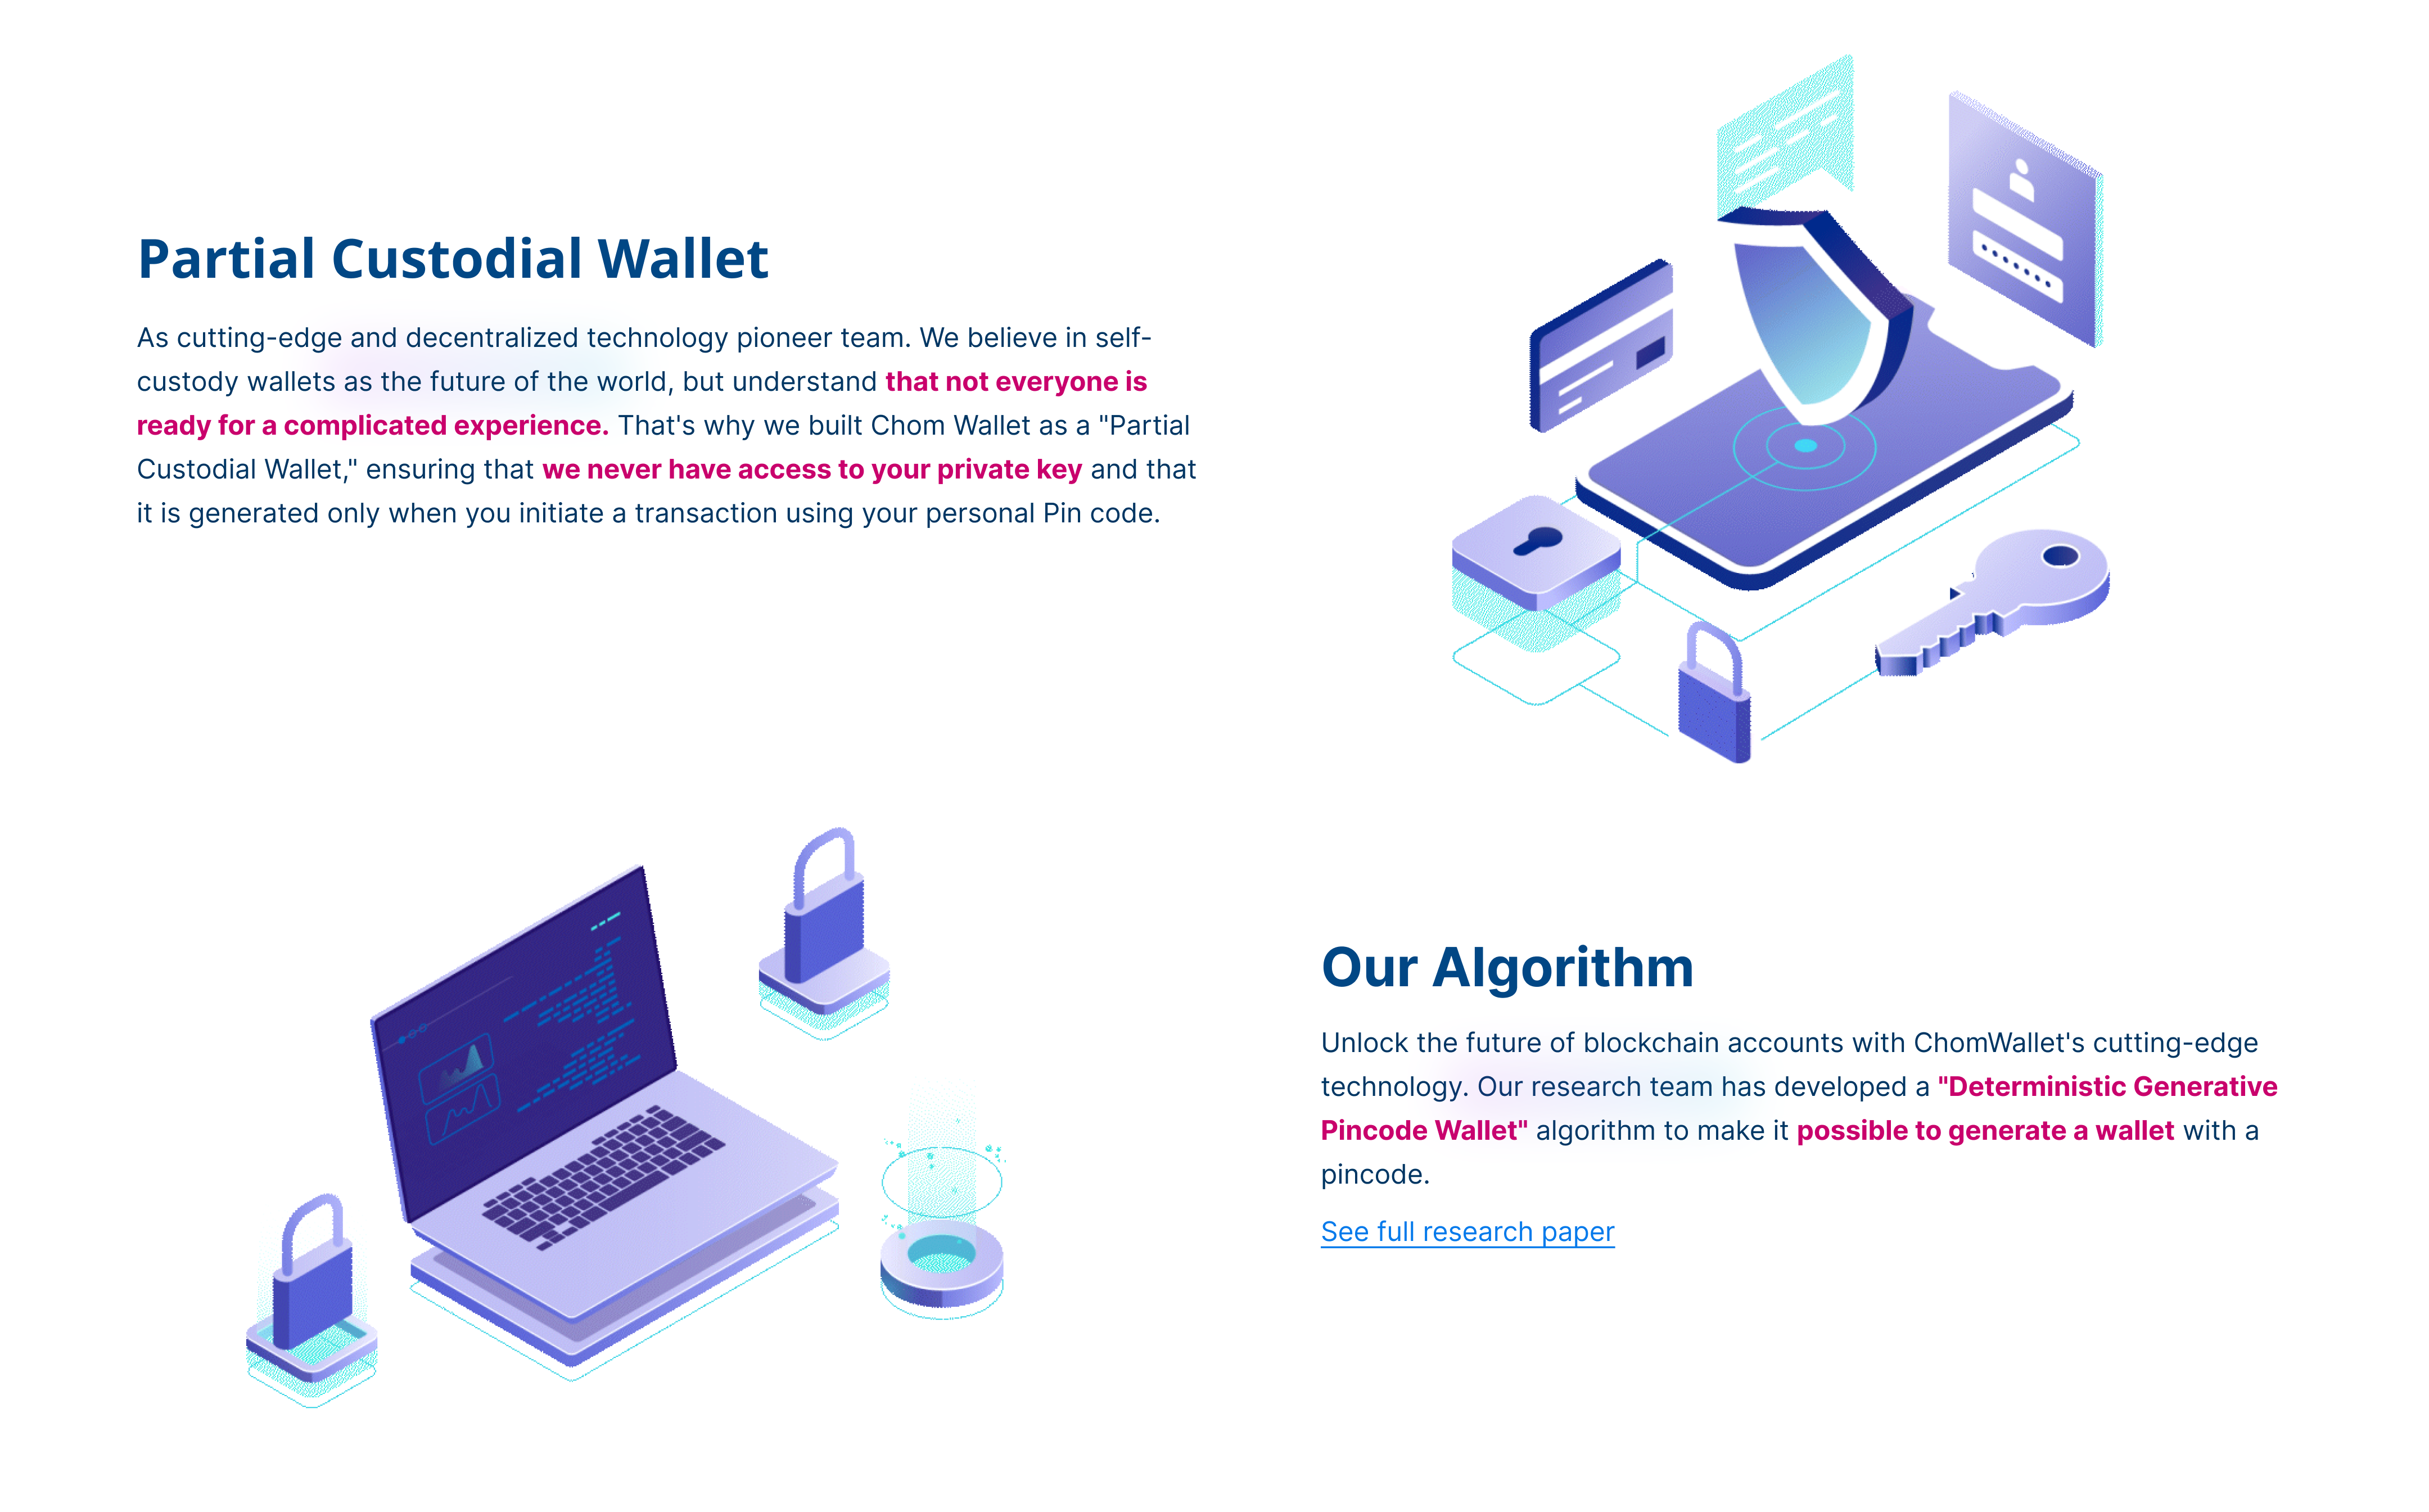 Partial Custodial Wallet
As cutting-edge and decentralized technology pioneer team. We believe in self-
custody wallets as the future of the world, but understand that not everyone is
ready for a complicated experience. That's why we built Chom Wallet as a "Partial
Custodial Wallet," ensuring that we never have access to your private key and that
it is generated only when you initiate a transaction using your personal Pin code.
Our Algorithm
Unlock the future of blockchain accounts with ChomWallet's cutting-edge
technology. Our research team has developed a "Deterministic Generative
Pincode Wallet" algorithm to make it possible to generate a wallet with a
pincode.
See full research paper